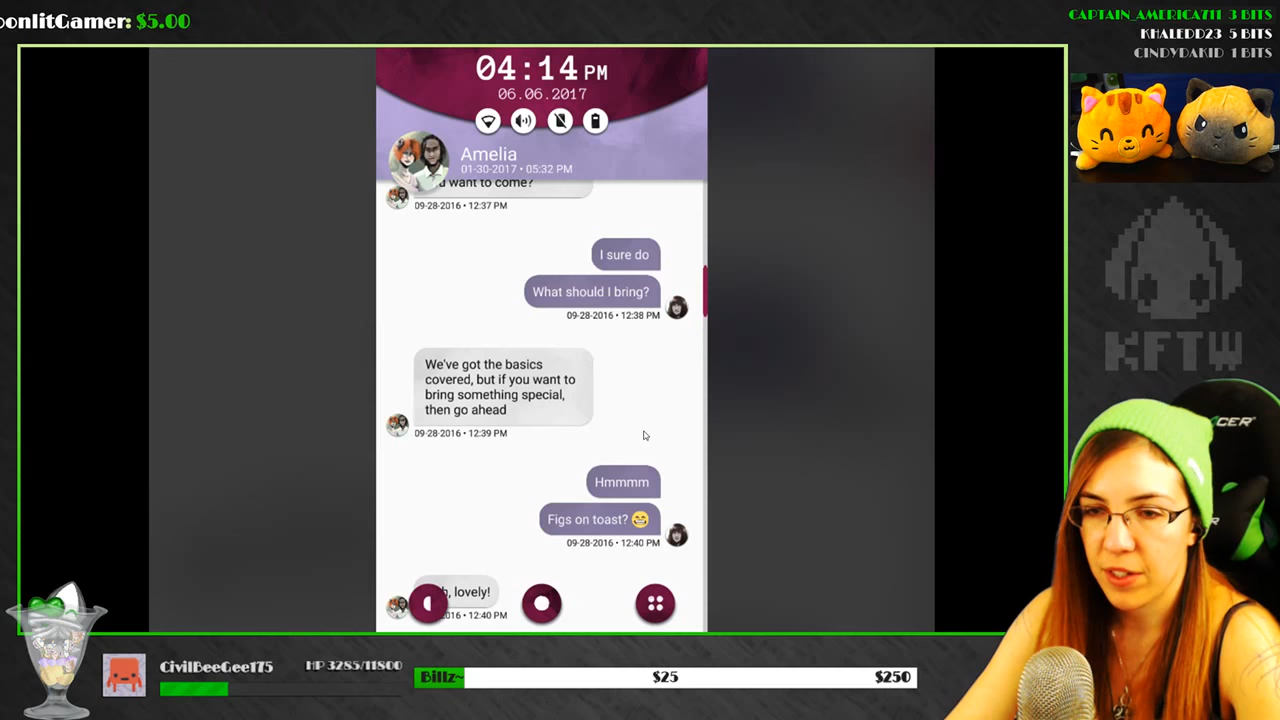 oonlitGamer: $5.00
CAPTAIN_AMERICA711 3 BITS
KHALEDD23 5 BITS
CINDYDAKID 1 BITS
04:14 PM
06.06.2017
Amelia
01-30-2017 • 05:32 PM
d want to come?
09-28-2016 • 12:37 PM
I sure do
What should I bring?
09-28-2016 • 12:38 PM
We've got the basics
covered, but if you want to
bring something special,
then go ahead
09-28-2016 • 12:39 PM
Hmmmm
Figs on toast? 😁
09-28-2016 • 12:40 PM
, lovely!
2016 • 12:40 PM
KFTW
CER
CivilBeeGee175
HP 3285/11800
Billz~
$25
$250